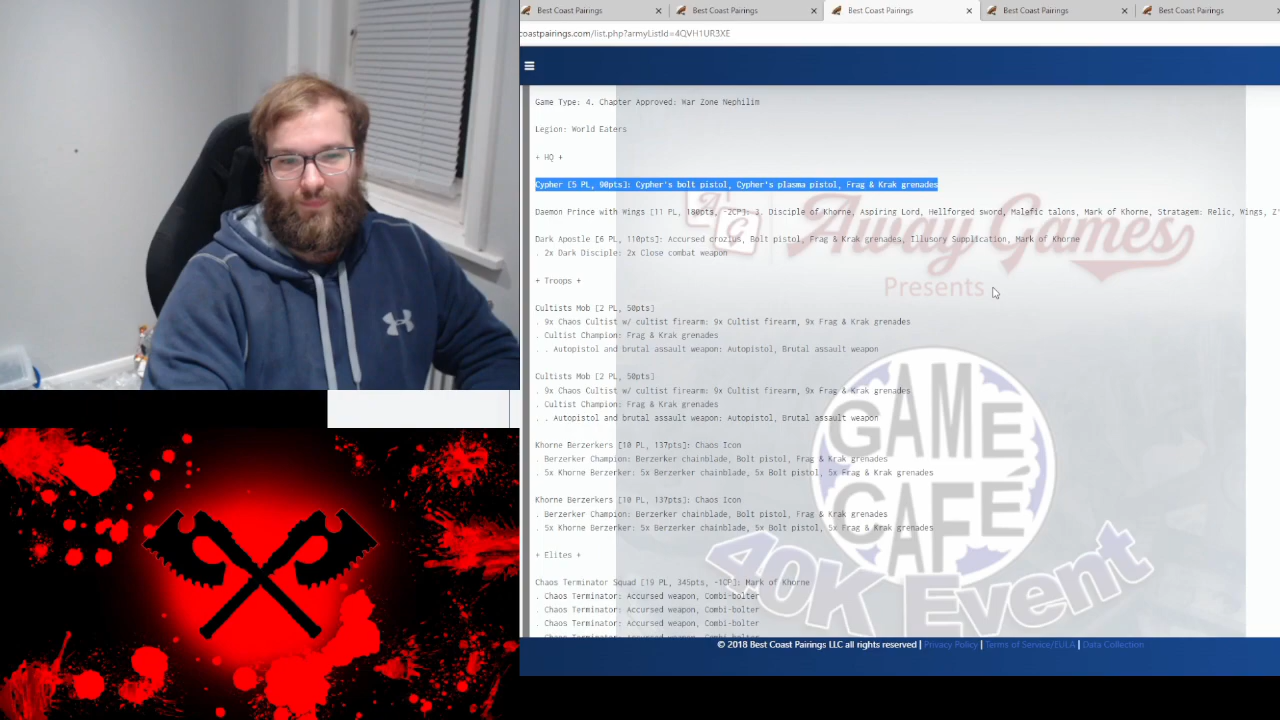 Best Coast Pairings
Best Coast Pairings
Best Coast Pairings
Best Coast Pairings
Best Coast Pairings
coastpairings.com/list.php?armyListId=4QVH1UR3XE
Game Type: 4. Chapter Approved: War Zone Nephilim
Legion: World Eaters
+ HQ +
Cypher [5 PL, 90pts]: Cypher's bolt pistol, Cypher's plasma pistol, Frag & Krak grenades
Daemon Prince with Wings [11 PL, 180pts, -2CP]: 3. Disciple of Khorne, Aspiring Lord, Hellforged sword, Malefic talons, Mark of Khorne, Stratagem: Relic, Wings,
Dark Apostle [6 PL, 110pts]: Accursed crozius, Bolt pistol, Frag & Krak grenades, Illusory Supplication, Mark of Khorne
. 2x Dark Disciple: 2x Close combat weapon
Away Games
Presents
+ Troops +
Cultists Mob [2 PL, 50pts]
. 9x Chaos Cultist w/ cultist firearm: 9x Cultist firearm, 9x Frag & Krak grenades
. Cultist Champion: Frag & Krak grenades
. . Autopistol and brutal assault weapon: Autopistol, Brutal assault weapon
Cultists Mob [2 PL, 50pts]
. 9x Chaos Cultist w/ cultist firearm: 9x Cultist firearm, 9x Frag & Krak grenades
. Cultist Champion: Frag & Krak grenades
. . Autopistol and brutal assault weapon: Autopistol, Brutal assault weapon
Khorne Berzerkers [10 PL, 137pts]: Chaos Icon
. Berzerker Champion: Berzerker chainblade, Bolt pistol, Frag & Krak grenades
. 5x Khorne Berzerker: 5x Berzerker chainblade, 5x Bolt pistol, 5x Frag & Krak grenades
Khorne Berzerkers [10 PL, 137pts]: Chaos Icon
. Berzerker Champion: Berzerker chainblade, Bolt pistol, Frag & Krak grenades
. 5x Khorne Berzerker: 5x Berzerker chainblade, 5x Bolt pistol, 5x Frag & Krak grenades
GAME
CAFÉ
40K Event
+ Elites +
Chaos Terminator Squad [19 PL, 345pts, -1CP]: Mark of Khorne
. Chaos Terminator: Accursed weapon, Combi-bolter
. Chaos Terminator: Accursed weapon, Combi-bolter
. Chaos Terminator: Accursed weapon, Combi-bolter
. Chaos Terminator: Accursed weapon, Combi-bolter
© 2018 Best Coast Pairings LLC all rights reserved | Privacy Policy | Terms of Service/EULA | Data Collection